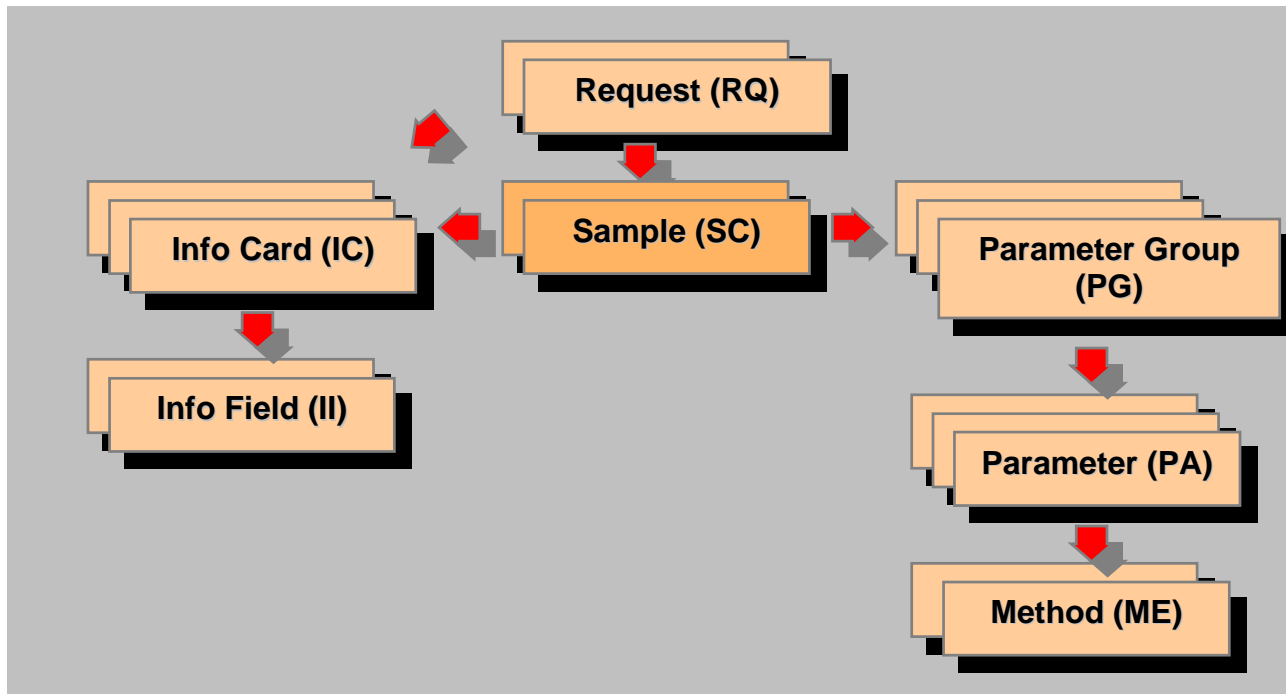 Request (RQ)
Info Card (IC)
Sample (SC)
Parameter Group
(PG)
Info Field (II)
Parameter (PA)
Method (ME)